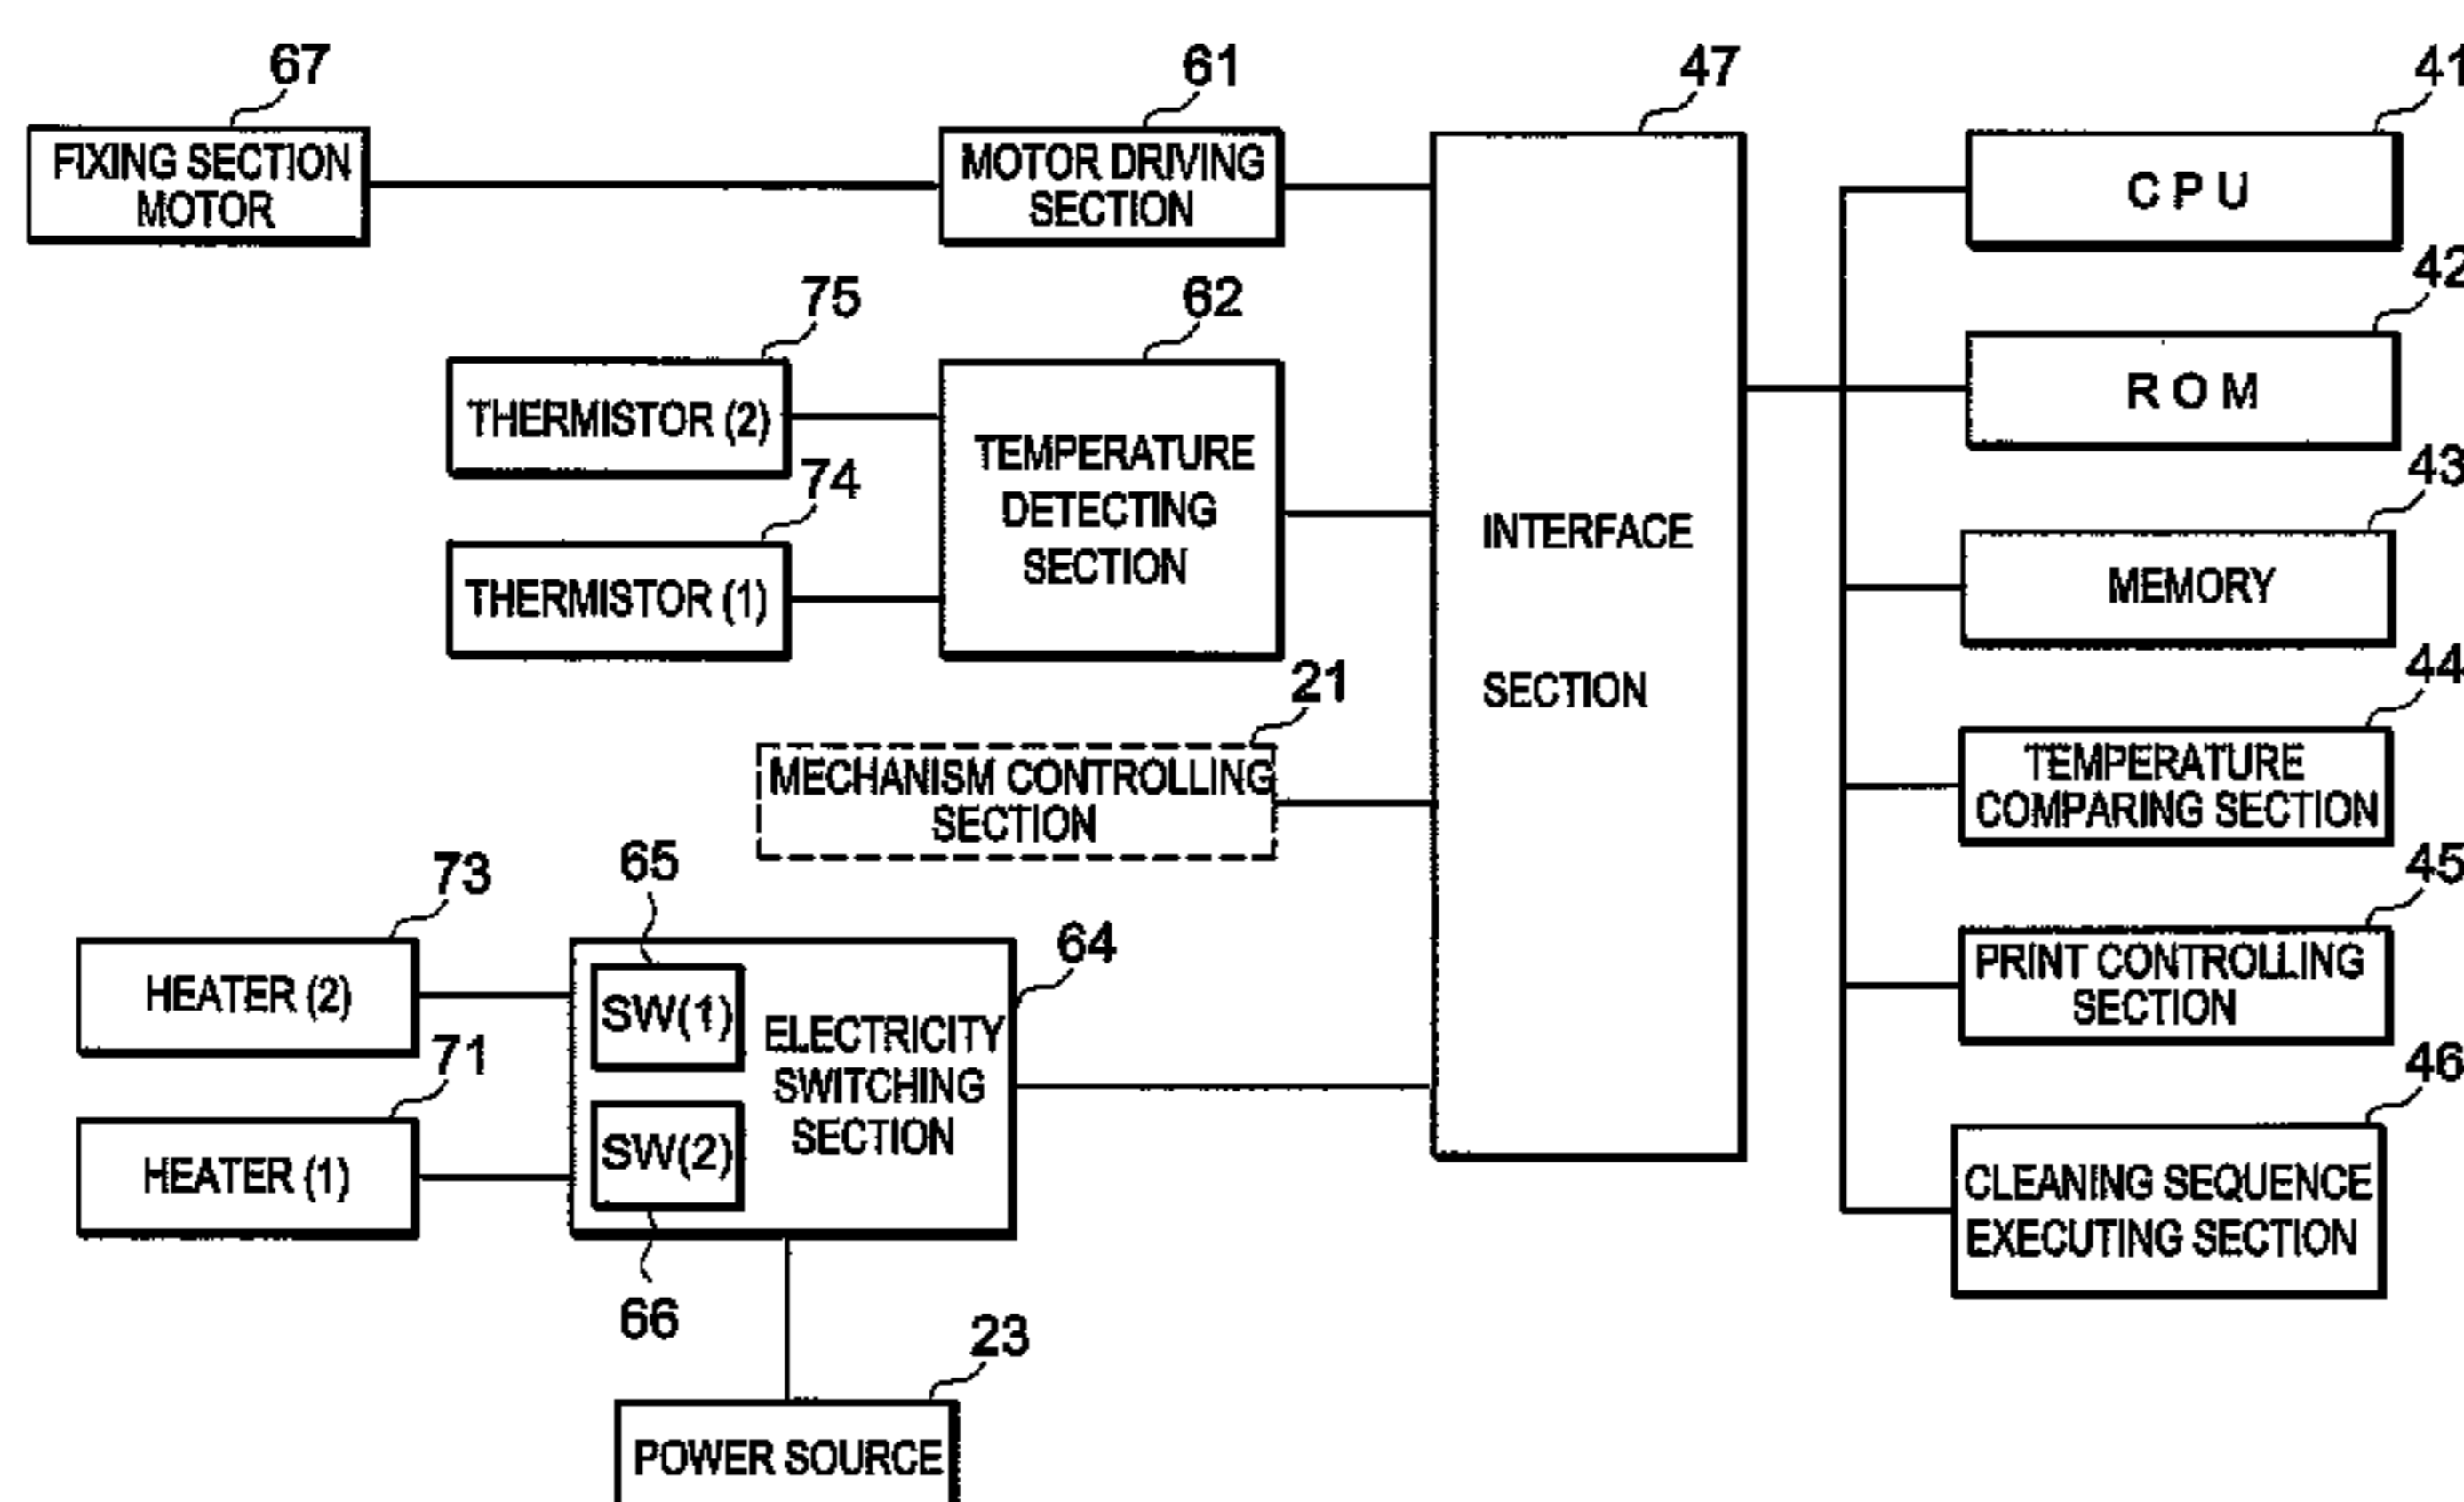 67
61
47
41
FIXING SECTION
MOTOR
MOTOR DRIVING
SECTION
CPU
75
62
42
THERMISTOR (2)
ROM
74
TEMPERATURE
DETECTING
SECTION
43
THERMISTOR (1)
INTERFACE
SECTION
MEMORY
21
44
MECHANISM CONTROLLING
SECTION
TEMPERATURE
COMPARING SECTION
73
65
64
45
HEATER (2)
SW(1)
ELECTRICITY
SWITCHING
SECTION
PRINT CONTROLLING
SECTION
71
46
HEATER (1)
SW(2)
CLEANING SEQUENCE
EXECUTING SECTION
66
23
POWER SOURCE